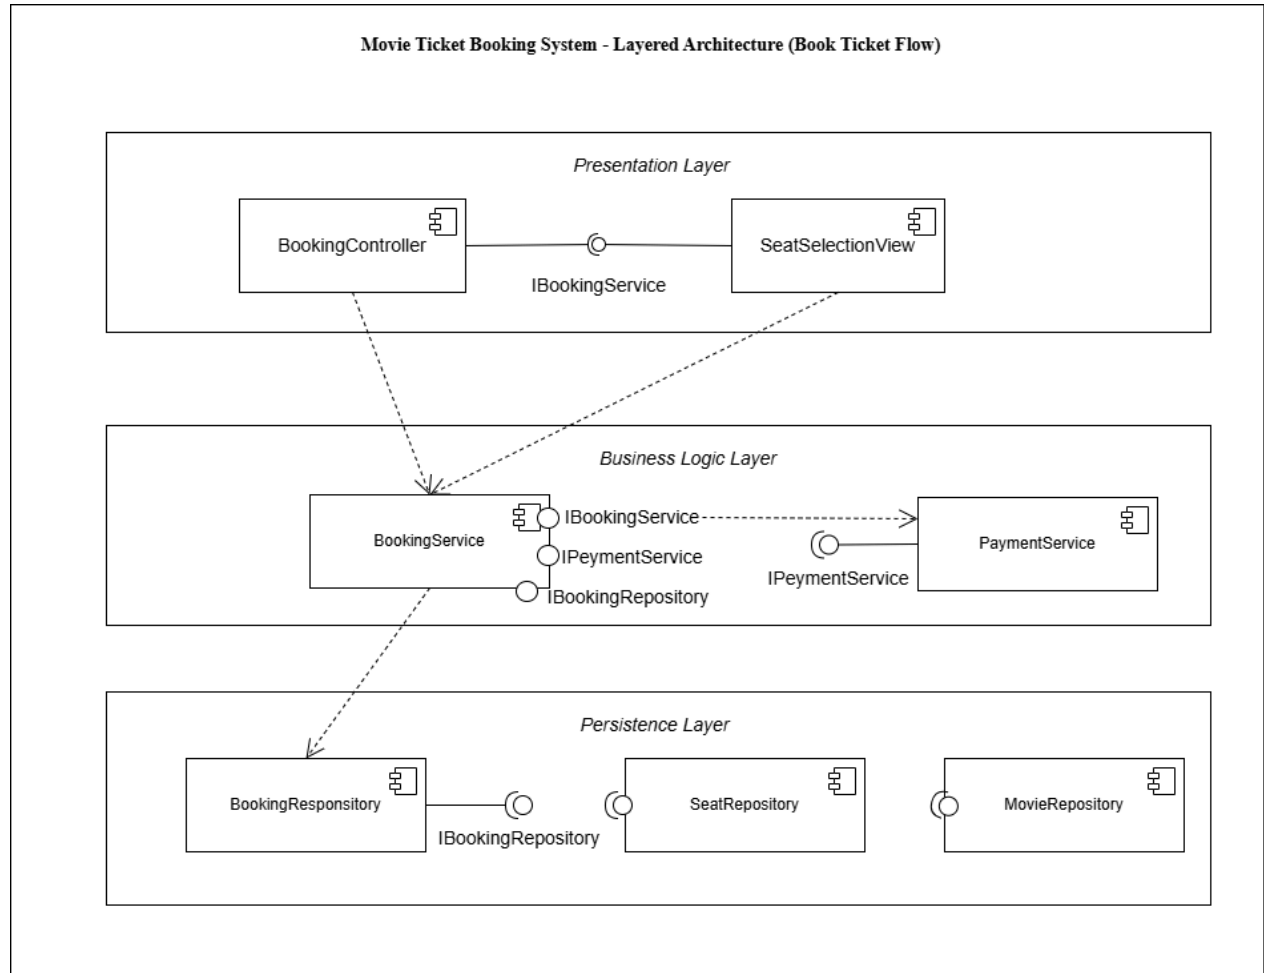 Movie Ticket Booking System - Layered Architecture (Book Ticket Flow)
Presentation Layer
BookingController
SeatSelectionView
IBookingService
Business Logic Layer
BookingService
IBookingService
IPeymentService
IBookingRepository
PaymentService
IPeymentService
Persistence Layer
BookingResponsitory
IBookingRepository
SeatRepository
MovieRepository